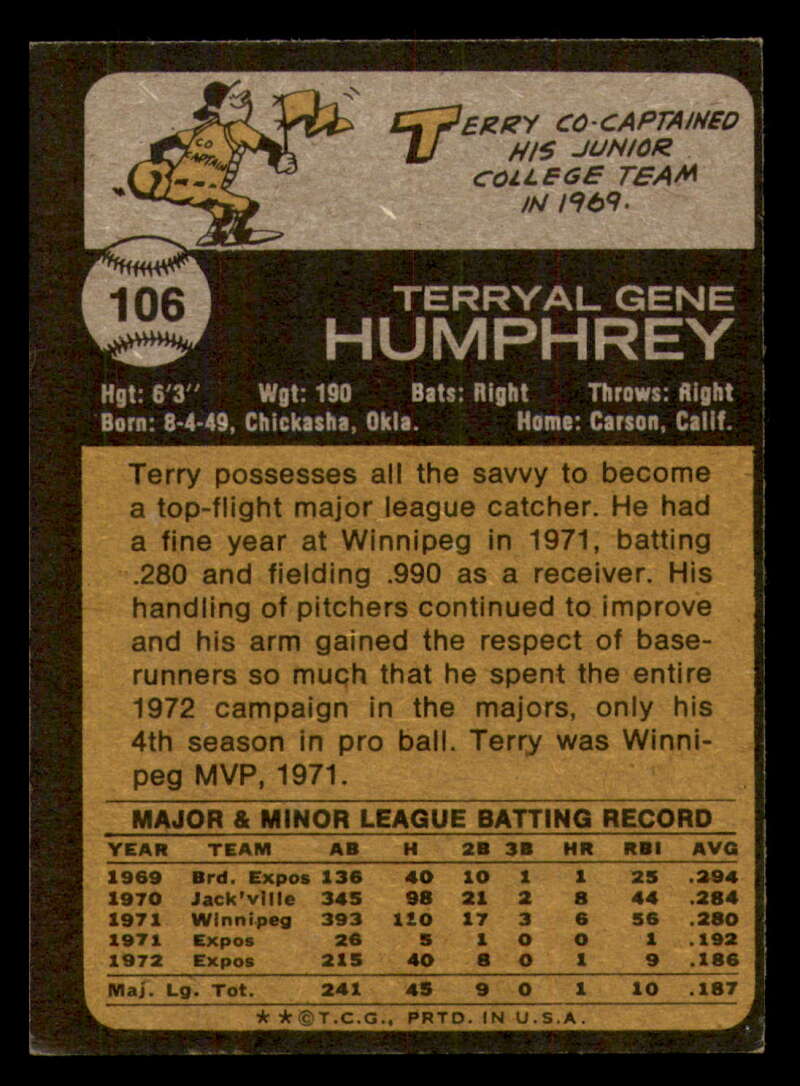 CO
CAPTAIN
TERRY CO-CAPTAINED
HIS JUNIOR
COLLEGE TEAM
IN 1969.
106
TERRYAL GENE
HUMPHREY
Hgt: 6'3" Wgt: 190 Bats: Right Throws: Right
Born: 8-4-49, Chickasha, Okla. Home: Carson, Calif.
Terry possesses all the savvy to become
a top-flight major league catcher. He had
a fine year at Winnipeg in 1971, batting
.280 and fielding .990 as a receiver. His
handling of pitchers continued to improve
and his arm gained the respect of base-
runners so much that he spent the entire
1972 campaign in the majors, only his
4th season in pro ball. Terry was Winni-
peg MVP, 1971.
MAJOR & MINOR LEAGUE BATTING RECORD
YEAR TEAM AB H 2B 3B HR RBI AVG
1969 Brd. Expos 136 40 10 1 1 25 .294
1970 Jack'ville 345 98 21 2 8 44 .284
1971 Winnipeg 393 110 17 3 6 56 .280
1971 Expos 26 5 1 0 0 1 .192
1972 Expos 215 40 8 0 1 9 .186
Maj. Lg. Tot. 241 45 9 0 1 10 .187
* * © T.C.G., PRTD. IN U.S.A.